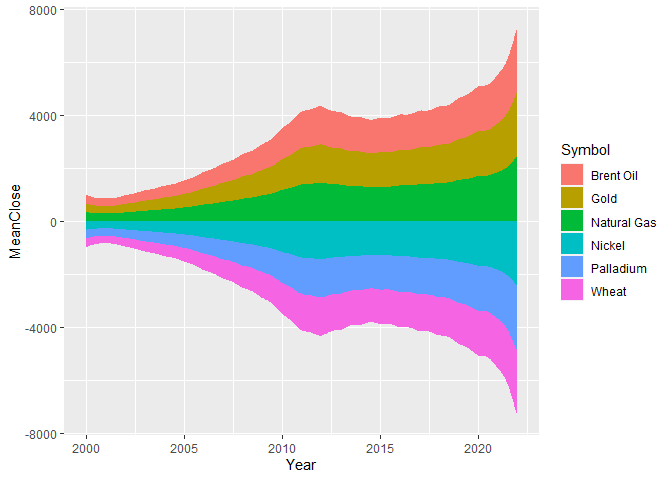 8000
4000
0
-4000
-8000
MeanClose
2000
2005
2010
2015
2020
Year
Symbol
Brent Oil
Gold
Natural Gas
Nickel
Palladium
Wheat